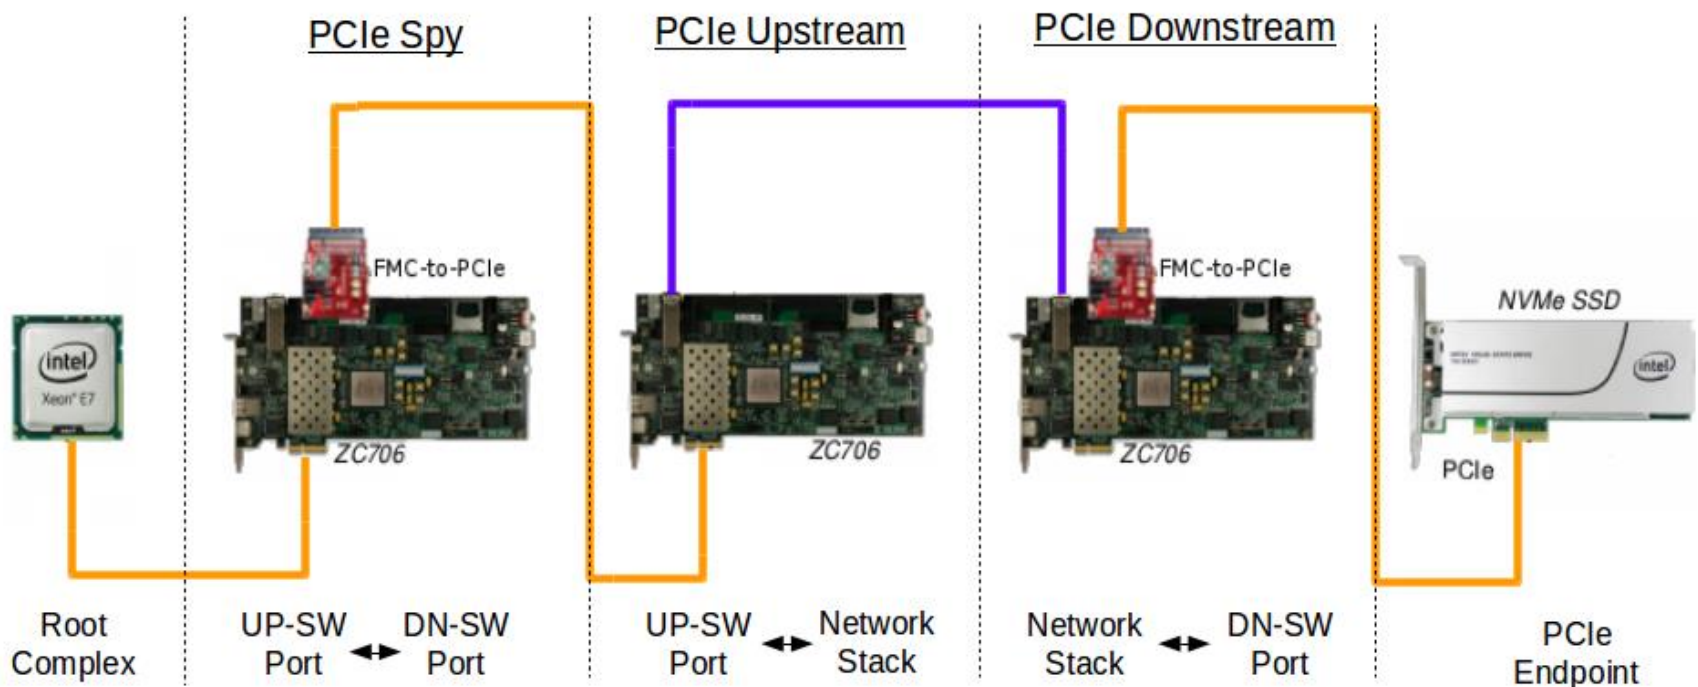 PCIe Spy
PCIe Upstream
PCIe Downstream
FMC-to-PCIe
FMC-to-PCIe
NVMe SSD
intel
Xeon® E7
intel
ZC706
ZC706
ZC706
PCIe
Root
Complex
UP-SW
Port
DN-SW
Port
UP-SW
Port
Network
Stack
Network
Stack
DN-SW
Port
PCIe
Endpoint